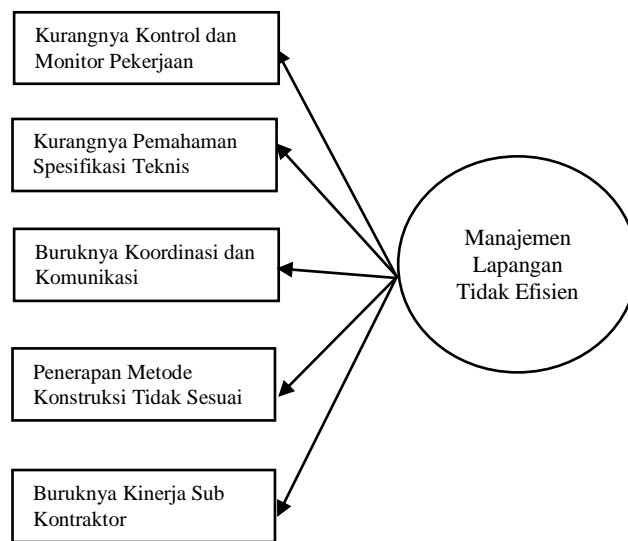 Kurangnya Kontrol dan
Monitor Pekerjaan
Kurangnya Pemahaman
Spesifikasi Teknis
Buruknya Koordinasi dan
Komunikasi
Penerapan Metode
Konstruksi Tidak Sesuai
Buruknya Kinerja Sub
Kontraktor
Manajemen
Lapangan
Tidak Efisien